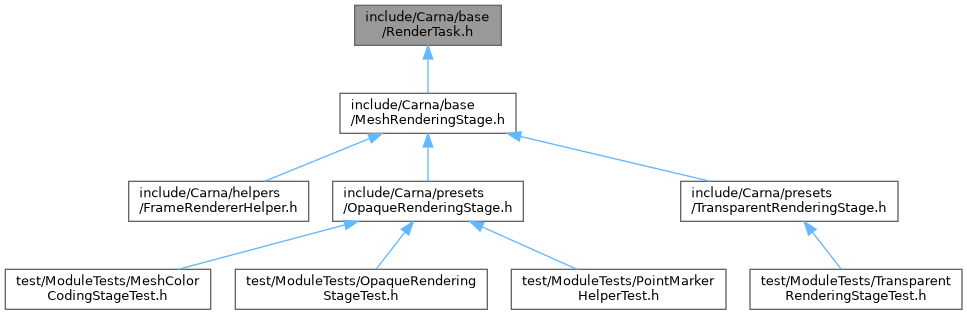 include/Carna/base
/RenderTask.h
include/Carna/base
/MeshRenderingStage.h
include/Carna/helpers
/FrameRendererHelper.h
include/Carna/presets
/OpaqueRenderingStage.h
include/Carna/presets
/TransparentRenderingStage.h
test/ModuleTests/MeshColor
CodingStageTest.h
test/ModuleTests/OpaqueRendering
StageTest.h
test/ModuleTests/PointMarker
HelperTest.h
test/ModuleTests/Transparent
RenderingStageTest.h